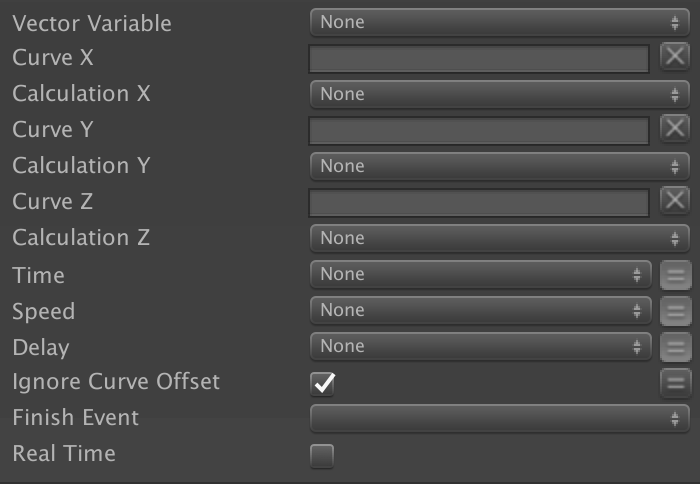 Vector Variable None
Curve X
Calculation X None
Curve Y
Calculation Y None
Curve Z
Calculation Z None
Time None
Speed None
Delay None
Ignore Curve Offset
Finish Event
Real Time